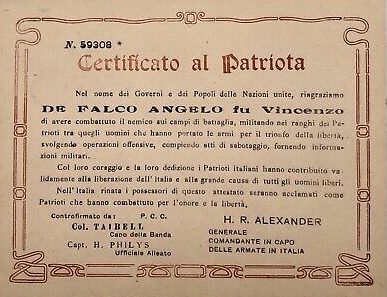 N. 59308 *
Certificato al Patriota
Nel nome dei Governi e dei Popoli delle Nazioni unite, ringraziamo
DE FALCO ANGELO fu Vincenzo
di avere combattuto il nemico sui campi di battaglia, militando nei ranghi dei Pa-
trioti tra quegli uomini che hanno portato le armi per il trionfo della libertà,
svolgendo operazioni offensive, compiendo atti di sabotaggio, fornendo informa-
zioni militari.
Col loro coraggio e la loro dedizione i Patrioti italiani hanno contribuito va-
lidamente alla liberazione dell'Italia e alla grande causa di tutti gli uomini liberi.
Nell'Italia rinata i possessori di questo attestato saranno acclamati come
Patrioti che hanno combattuto per l'onore e la libertà,
Controfirmato da: P. C. C.
Col. TAIBELL
Capo della Banda
Capt, H. PHILYS
Ufficiale Alleato
H. R. ALEXANDER
GENERALE
COMANDANTE IN CAPO
DELLE ARMATE IN ITALIA